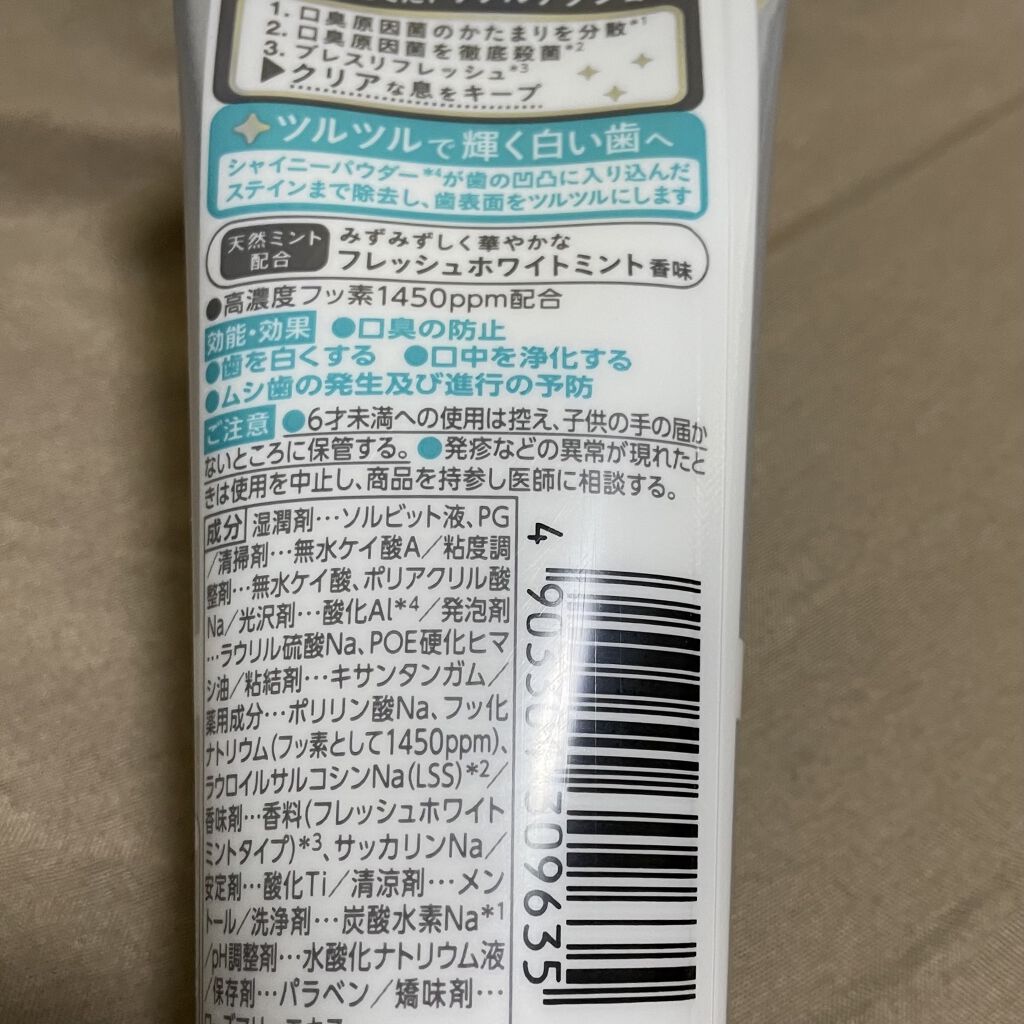 1. 口臭原因菌のかたまりを分散*1
2. 口臭原因菌を徹底殺菌*2
3. ブレスリフレッシュ*3
▶クリアな息をキープ
ツルツルで輝く白い歯へ
シャイニーパウダー*4が歯の凹凸に入り込んだ
ステインまで除去し、歯表面をツルツルにします
天然ミント配合
みずみずしく華やかな
フレッシュホワイトミント香味
●高濃度フッ素1450ppm配合
効能・効果 ●口臭の防止
●歯を白くする ●口中を浄化する
●ムシ歯の発生及び進行の予防
ご注意 ●6才未満への使用は控え、子供の手の届か
ないところに保管する。●発疹などの異常が現れたと
きは使用を中止し、商品を持参し医師に相談する。
成分 湿潤剤…ソルビット液、PG
/清掃剤…無水ケイ酸A/粘度調
整剤…無水ケイ酸、ポリアクリル酸
Na/光沢剤…酸化Al*4/発泡剤
…ラウリル硫酸Na、POE硬化ヒマ
シ油/粘結剤…キサンタンガム/
薬用成分…ポリリン酸Na、フッ化
ナトリウム(フッ素として1450ppm)、
ラウロイルサルコシンNa(LSS)*2/
香味剤…香料(フレッシュホワイト
ミントタイプ)*3、サッカリンNa/
安定剤…酸化Ti/清涼剤…メン
トール/洗浄剤…炭酸水素Na*1
/pH調整剤…水酸化ナトリウム液
/保存剤…パラベン/矯味剤…
4 903301 309635